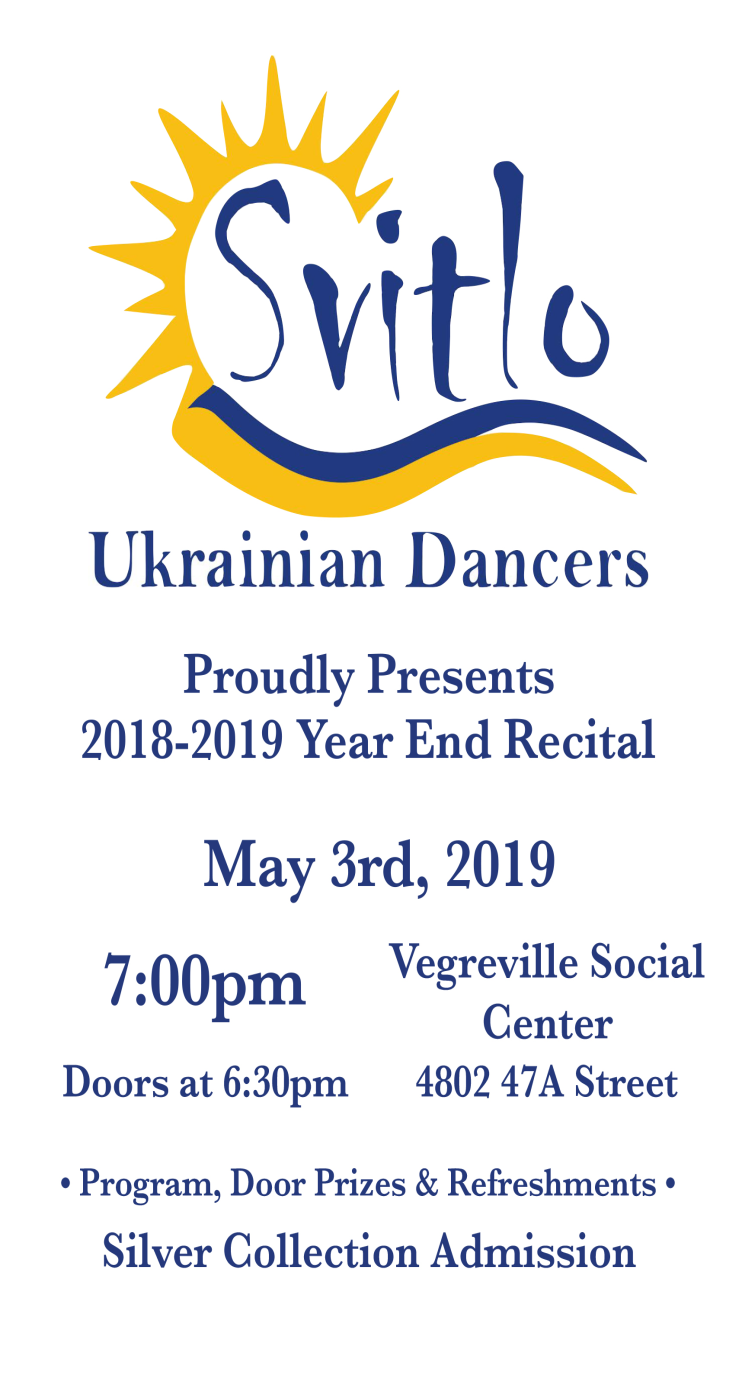 Svitlo
Ukrainian Dancers
Proudly Presents
2018-2019 Year End Recital
May 3rd, 2019
7:00pm
Doors at 6:30pm
Vegreville Social
Center
4802 47A Street
• Program, Door Prizes & Refreshments •
Silver Collection Admission